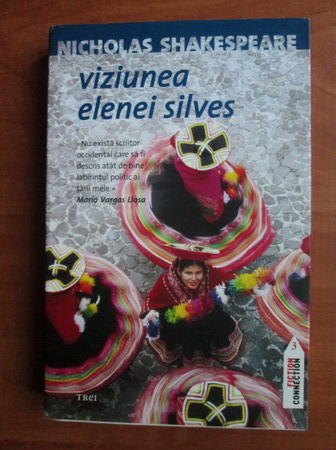 NICHOLAS SHAKESPEARE
viziunea
elenei silves
«Nu există scriitor
occidental care să fi
descris atât de bine
labirintul politic al
țării mele.»
Mario Vargas Llosa
3
FICTION
CONNECTION
TREI